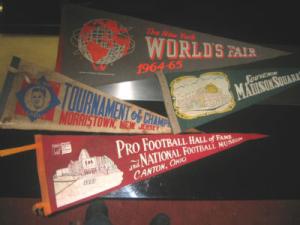 The New York
WORLD'S FAIR
1964-65
SOUVENIR
MADISON SQUARE
TOURNAMENT of CHAMP
MORRISTOWN, NEW JERSEY
PRO FOOTBALL HALL OF FAME
and NATIONAL FOOTBALL MUSEUM
CANTON, OHIO